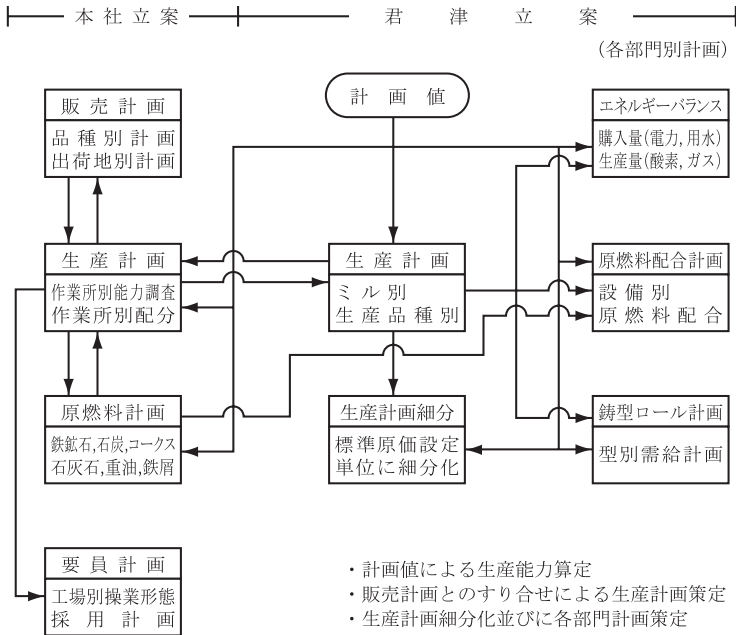 本社立案
君津立案
(各部門別計画)
販売計画
品種別計画
出荷地別計画
計画値
エネルギーバランス
購入量(電力,用水)
生産量(酸素,ガス)
生産計画
作業所別能力調査
作業所別配分
生産計画
ミル別
生産品種別
原燃料配合計画
設備別
原燃料配合
原燃料計画
鉄鉱石,石炭,コークス
石灰石,重油,鉄屑
生産計画細分
標準原価設定
単位に細分化
鋳型ロール計画
型別需給計画
要員計画
工場別操業形態
採用計画
・計画値による生産能力算定
・販売計画とのすり合せによる生産計画策定
・生産計画細分化並びに各部門計画策定